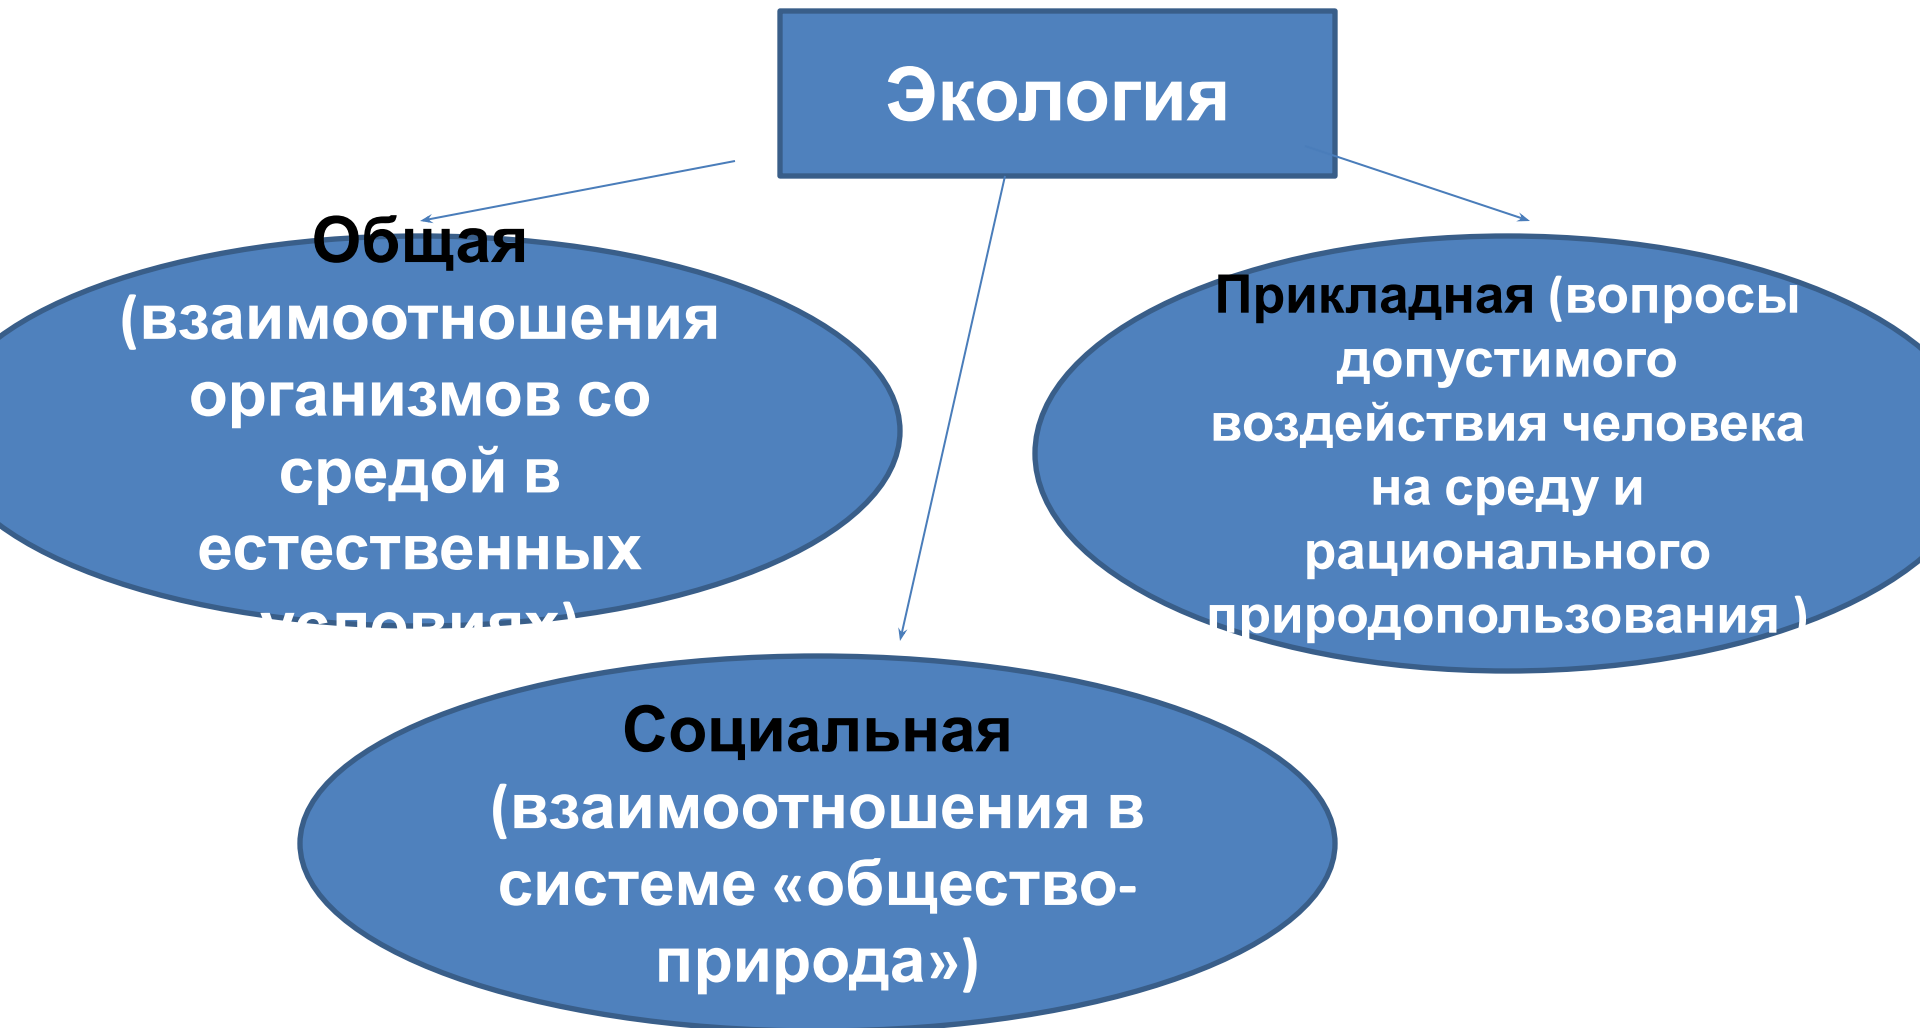 Экология
Общая
(взаимоотношения
организмов со
средой в
естественных
условиях)
Прикладная (вопросы
допустимого
воздействия человека
на среду и
рационального
природопользования )
Социальная
(взаимоотношения в
системе «общество-
природа»)